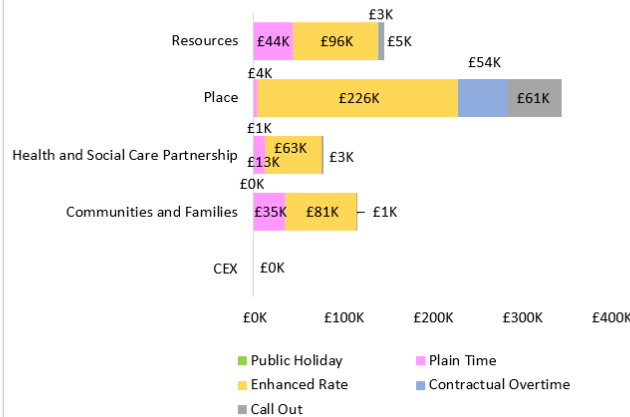 £3K
Resources £44K £96K £5K
£4K £54K
Place £226K £61K
£1K
Health and Social Care Partnership £13K £63K £3K
£0K
Communities and Families £35K £81K £1K
CEX £0K
£0K £100K £200K £300K £400K
Public Holiday Plain Time
Enhanced Rate Contractual Overtime
Call Out